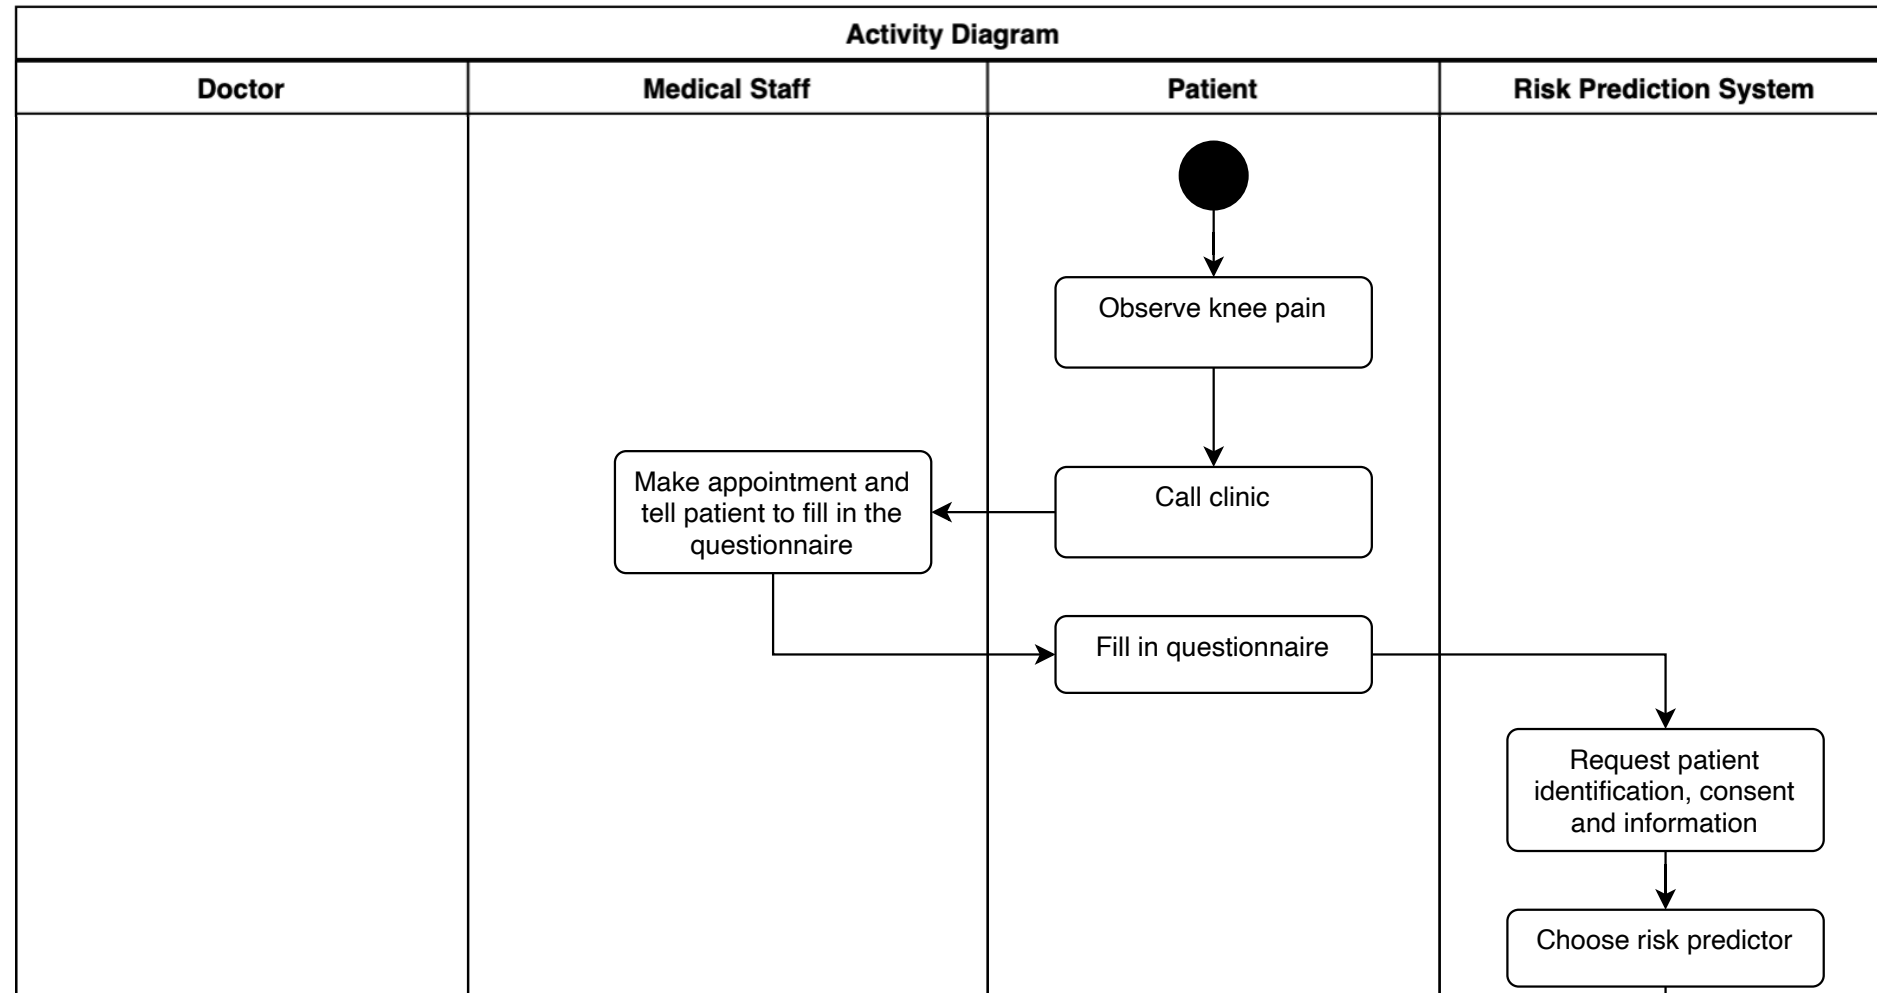 Activity Diagram
Doctor
Medical Staff
Patient
Risk Prediction System
Observe knee pain
Call clinic
Make appointment and
tell patient to fill in the
questionnaire
Fill in questionnaire
Request patient
identification, consent
and information
Choose risk predictor